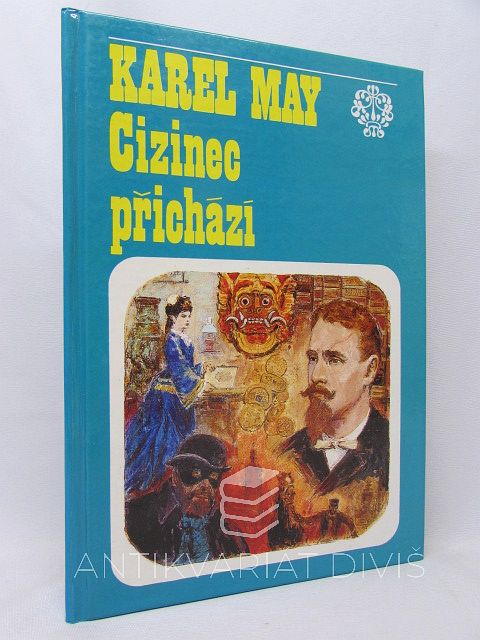 KAREL MAY
Cizinec
přichází
ANTIKVARIÁT DIVIŠ